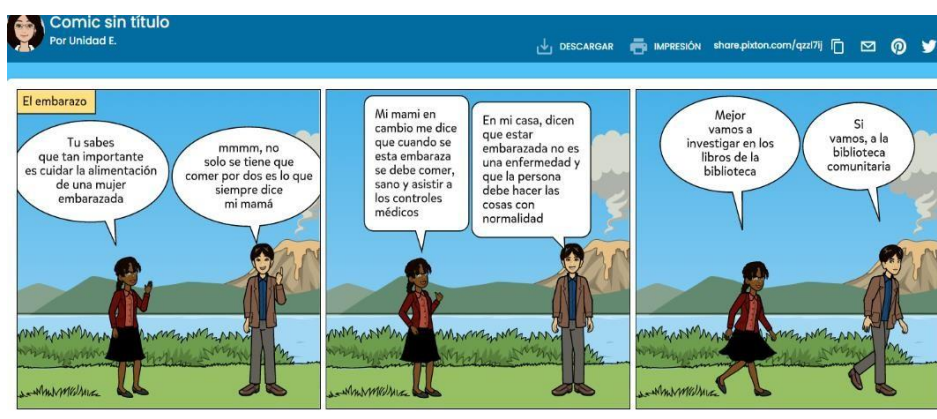 Comic sin título
Por Unidad E.
DESCARGAR
IMPRESIÓN
share.pixton.com/qzzl7ij
El embarazo
Tu sabes
que tan importante
es cuidar la alimentación
de una mujer
embarazada
mmmm, no
solo se tiene que
comer por dos es lo que
siempre dice
mi mamá
Mi mami en
cambio me dice
que cuando se
esta embaraza
se debe comer,
sano y asistir a
los controles
médicos
En mi casa, dicen
que estar
embarazada no es
una enfermedad y
que la persona
debe hacer las
cosas con
normalidad
Mejor
vamos a
investigar en los
libros de la
biblioteca
Si
vamos, a la
biblioteca
comunitaria